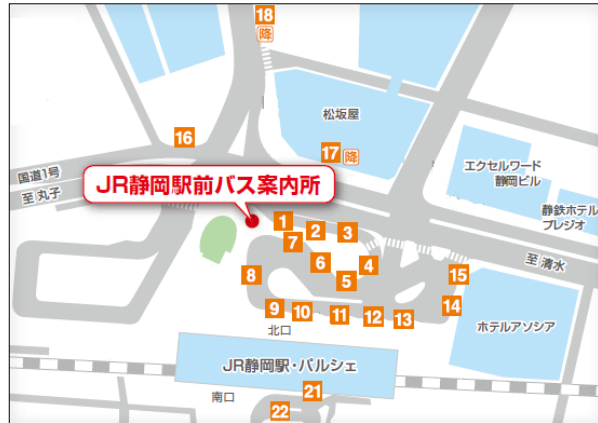 18
降
松坂屋
16
17 降
エクセルワード
静岡ビル
国道1号
至 丸子
JR静岡駅前バス案内所
静鉄ホテル
プレジオ
1
2
3
7
6
4
5
至 清水
8
15
14
9
10
11
12
13
北口
ホテルアソシア
JR静岡駅・パルシェ
南口
21
22